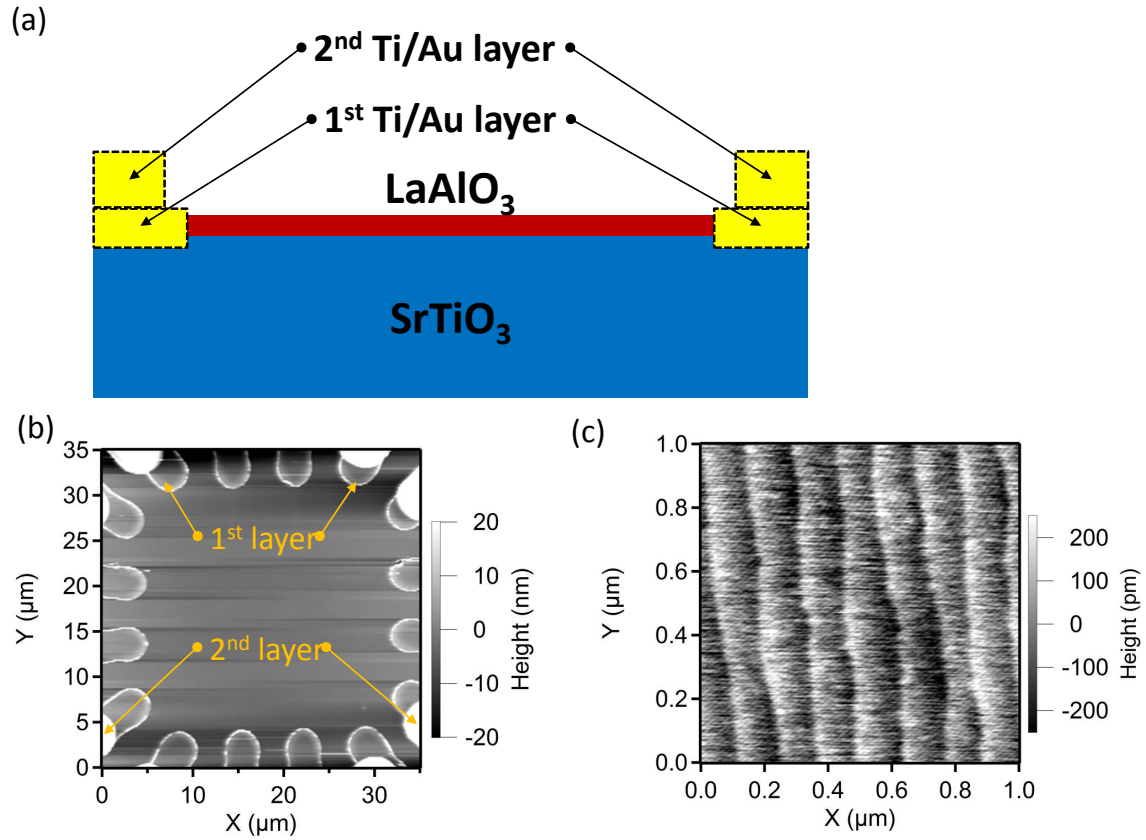 (a)
2nd Ti/Au layer
1st Ti/Au layer
LaAlO3
SrTiO3
(b)
35
30
25
20
15
10
5
0
Y (µm)
0
10
20
30
X (µm)
1st layer
2nd layer
20
10
0
-10
-20
Height (nm)
(c)
1.0
0.8
0.6
0.4
0.2
0.0
Y (µm)
0.0
0.2
0.4
0.6
0.8
1.0
X (µm)
200
100
0
-100
-200
Height (pm)